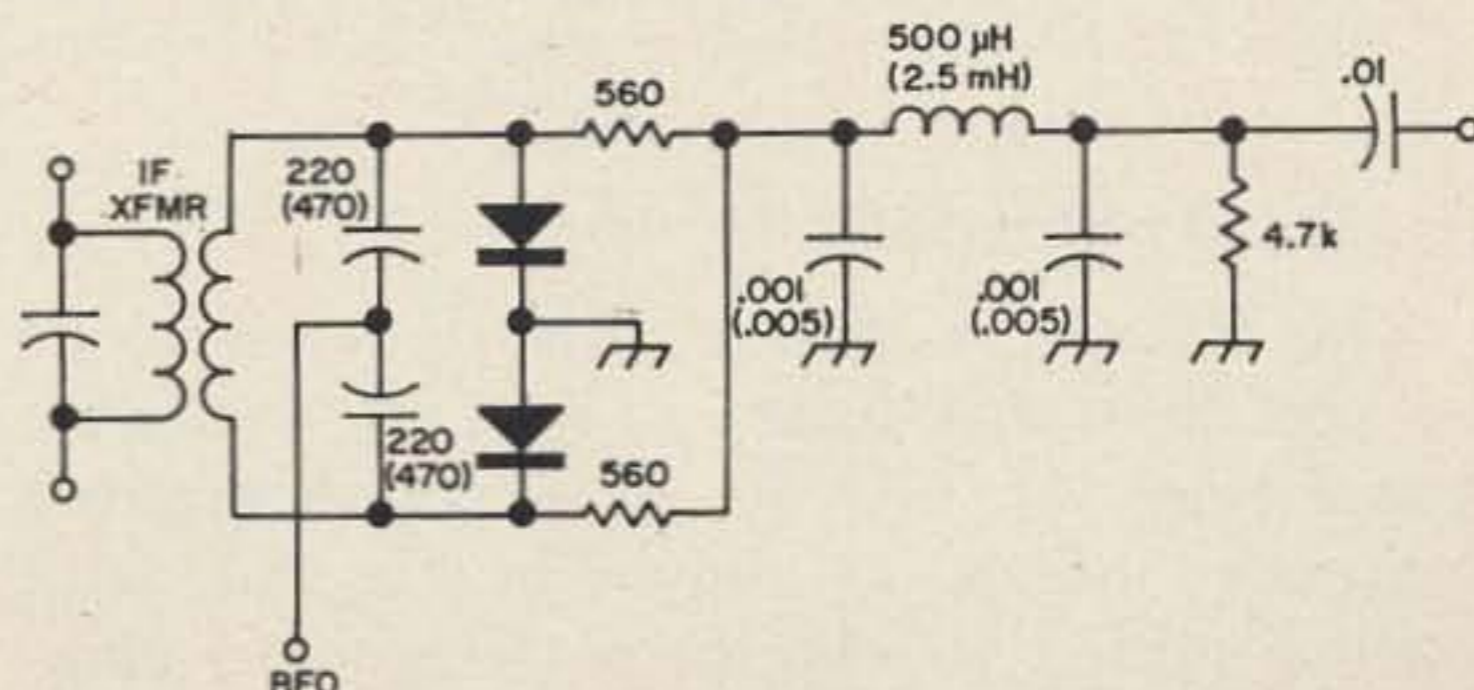 500 µH
(2.5 mH)
.01
560
IF
XFMR
220
(470)
4.7k
.001
(.005)
.001
(.005)
220
(470)
560
BFO